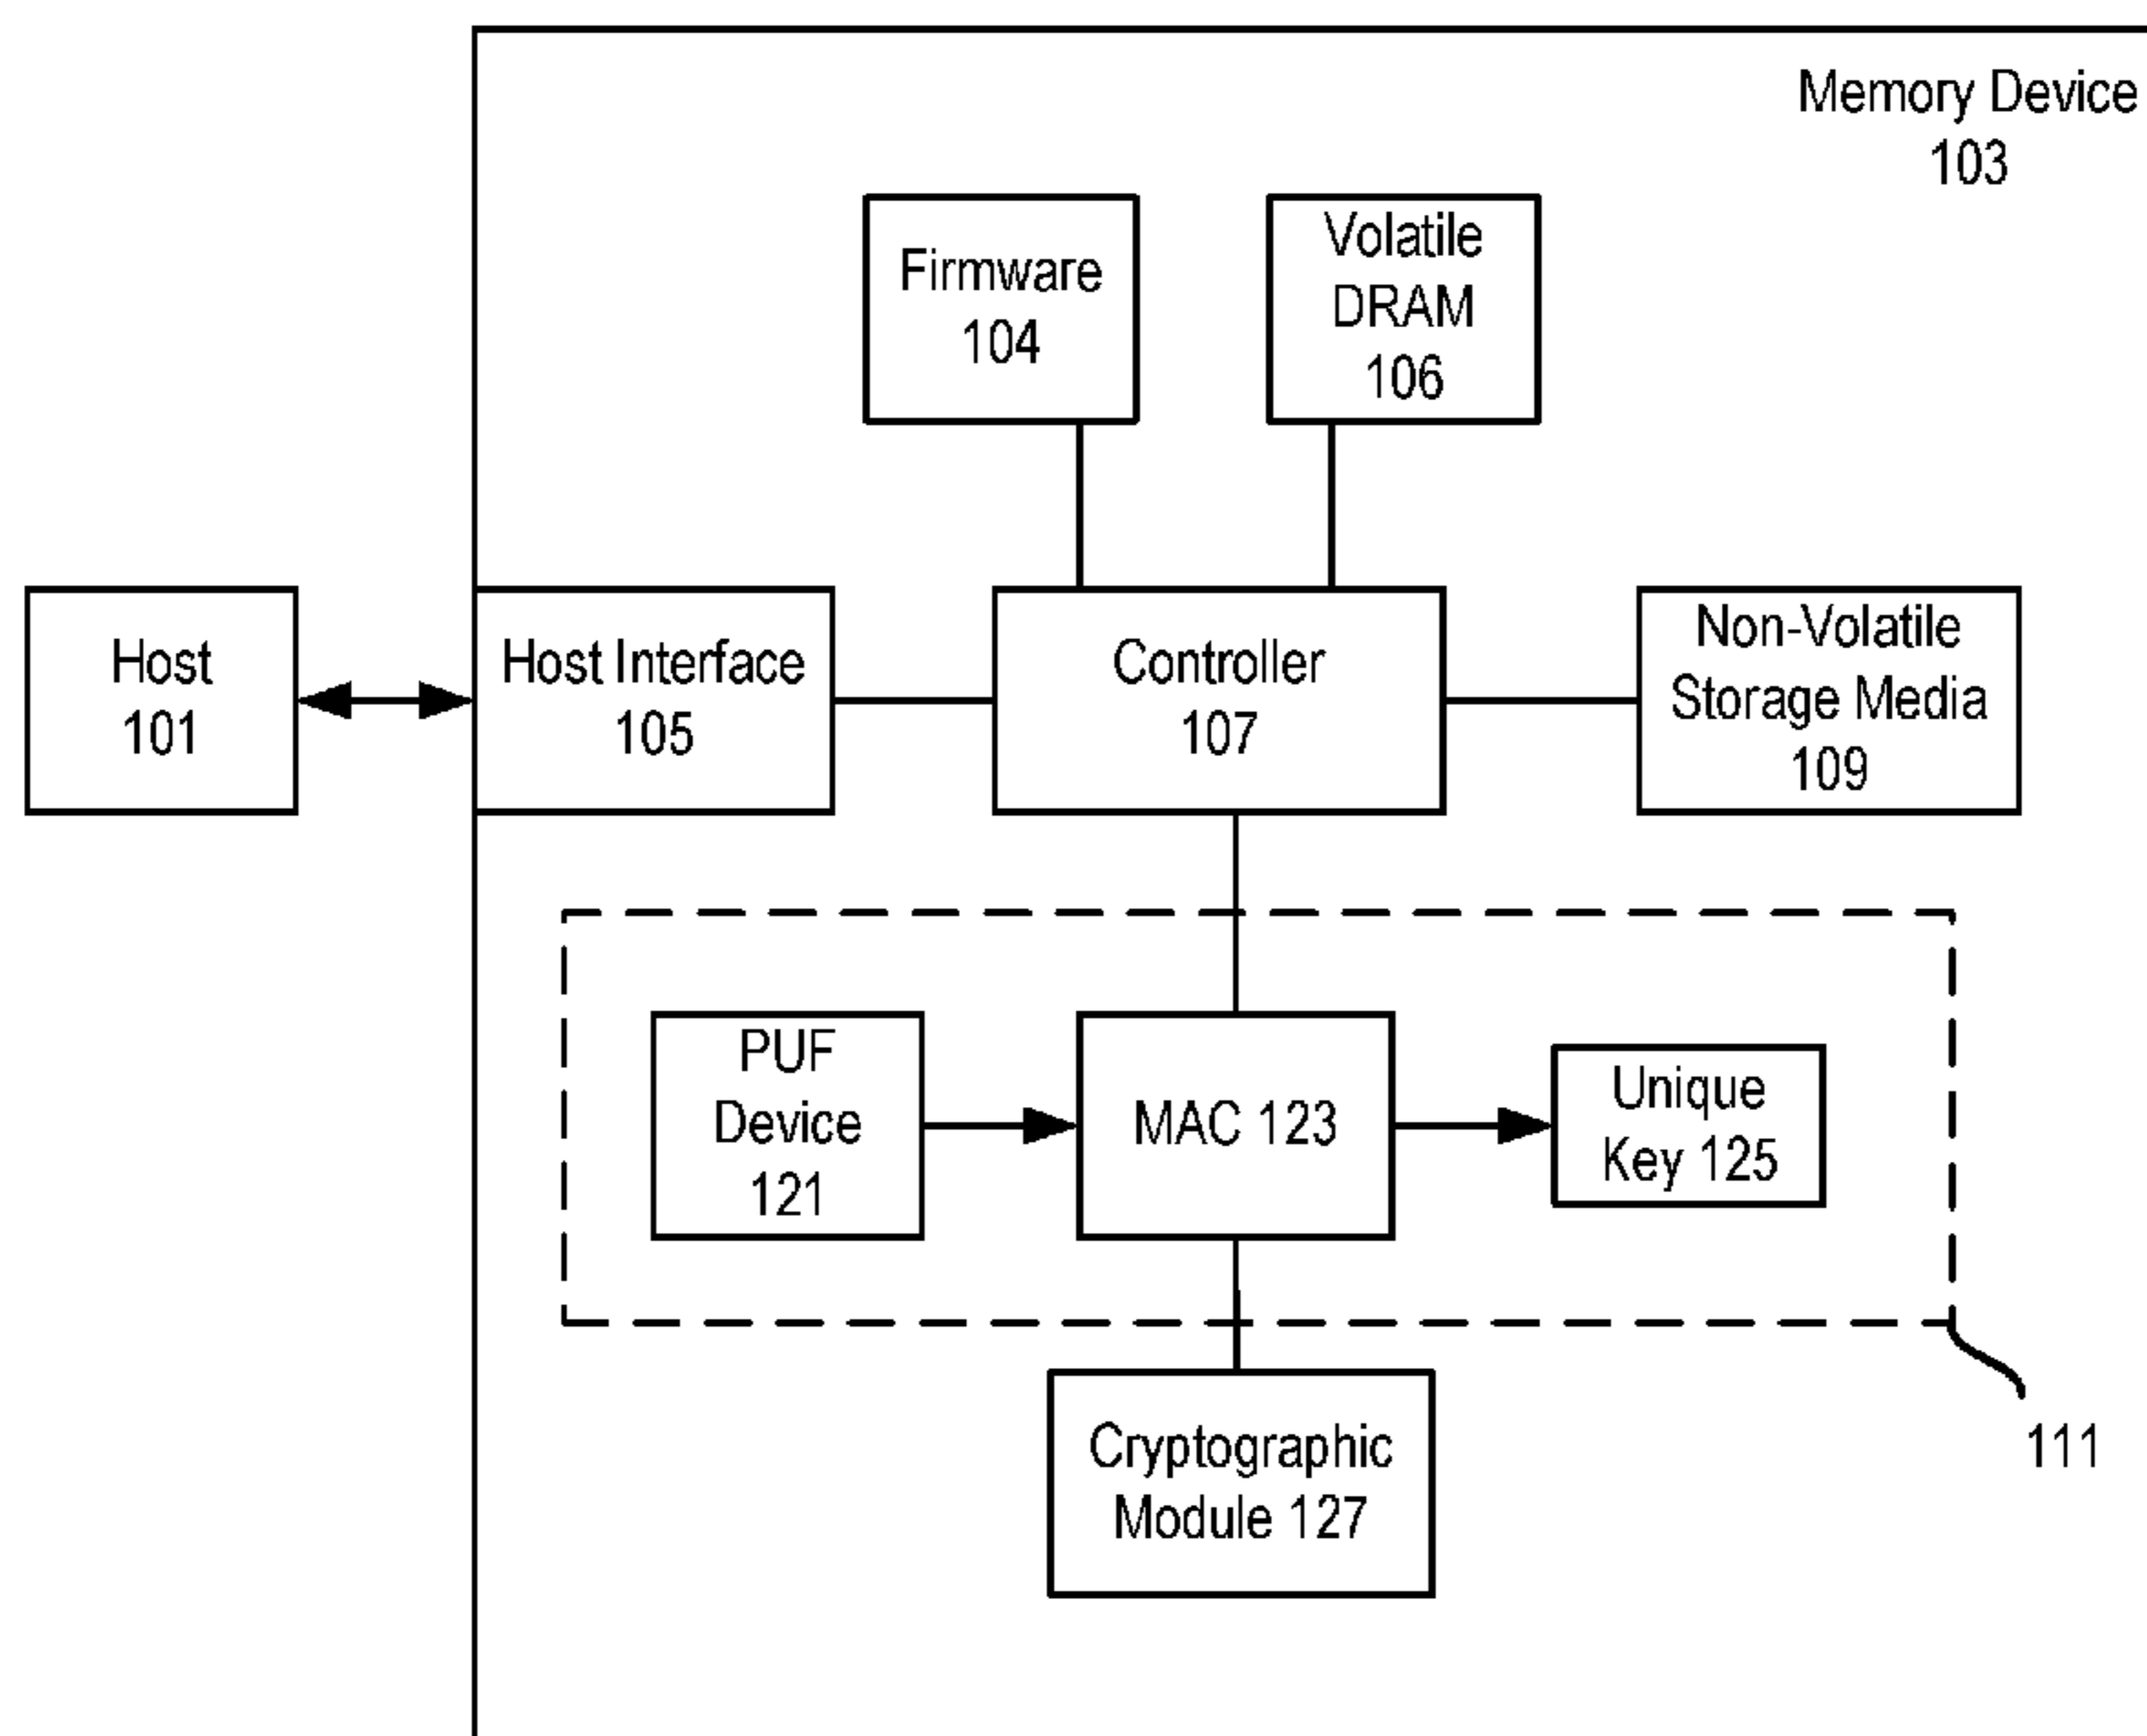 Memory Device
103
Firmware
104
Volatile
DRAM
106
Host
101
Host Interface
105
Controller
107
Non-Volatile
Storage Media
109
PUF
Device
121
MAC 123
Unique
Key 125
Cryptographic
Module 127
111